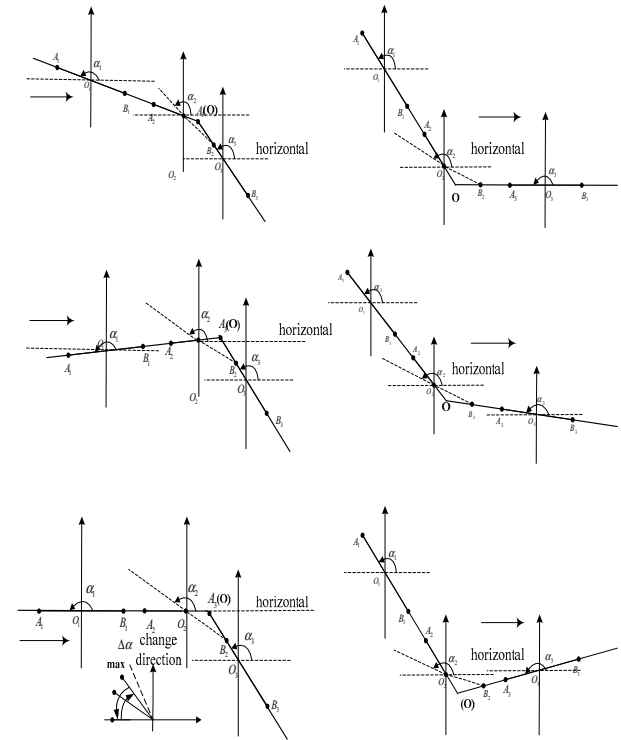 A₁
α₁
O₁
B₁
A₂
α₂
A₃(O)
α₃
horizontal
B₂
O₃
O₂
B₃
A₁
α₁
O₁
B₁
A₂
α₂
horizontal
α₃
O₂
O
B₂
A₃
O₃
B₃
α₁
A₁
B₁
A₂
α₂
A₃(O)
horizontal
B₂
α₃
O₃
O₂
B₃
A₁
α₁
O₁
B₁
A₂
α₂
horizontal
O₂
O
B₂
A₃
α₃
O₃
B₃
α₁
A₁
O₁
B₁
A₂
α₂
O₂
A₃(O)
horizontal
Δα
change
direction
max
B₂
α₃
O₃
B₃
A₁
α₁
O₁
B₁
A₂
α₂
horizontal
α₃
O₂
(O)
B₂
A₃
O₃
B₃